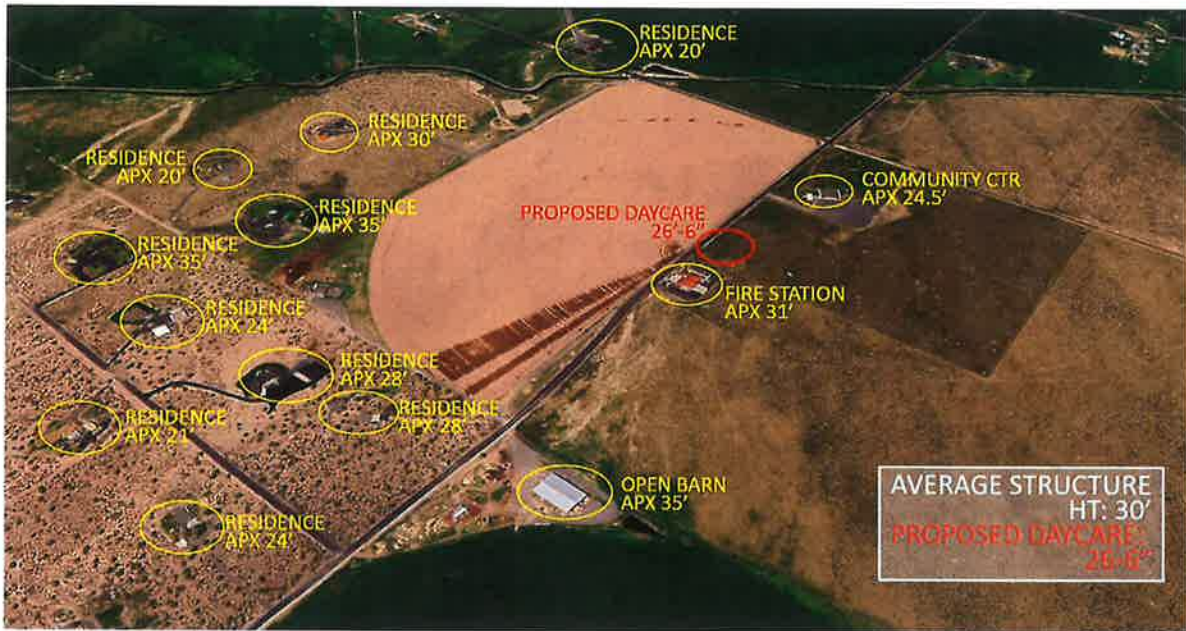 RESIDENCE
APX 20'
RESIDENCE
APX 30'
RESIDENCE
APX 20'
COMMUNITY CTR
APX 24.5'
RESIDENCE
APX 35'
PROPOSED DAYCARE
26'-6"
RESIDENCE
APX 35'
FIRE STATION
APX 31'
RESIDENCE
APX 24'
RESIDENCE
APX 28'
RESIDENCE
APX 28'
RESIDENCE
APX 21'
OPEN BARN
APX 35'
RESIDENCE
APX 24'
AVERAGE STRUCTURE
HT: 30'
PROPOSED DAYCARE:
26'-6"